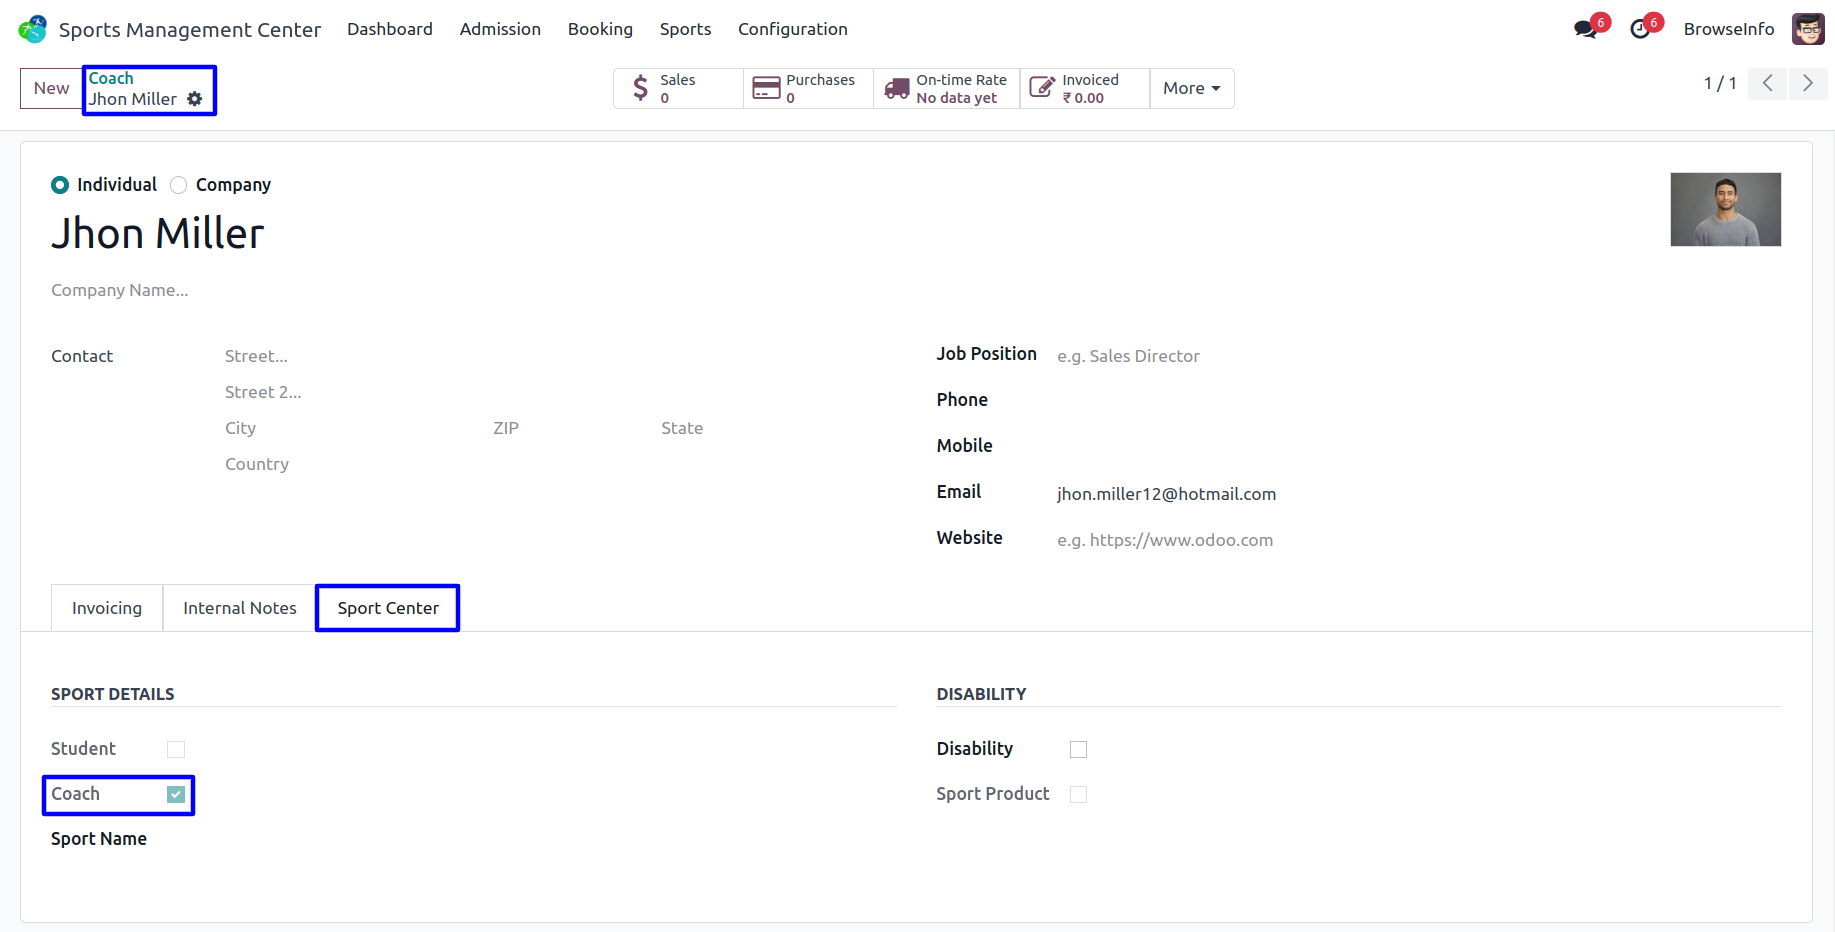 Sports Management Center Dashboard Admission Booking Sports Configuration 6 6 BrowseInfo
New
Coach
Jhon Miller
Sales
0
Purchases
0
On-time Rate
No data yet
Invoiced
₹ 0.00
More
1 / 1
Individual Company
Jhon Miller
Company Name...
Contact
Street...
Street 2...
City ZIP State
Country
Job Position e.g. Sales Director
Phone
Mobile
Email jhon.miller12@hotmail.com
Website e.g. https://www.odoo.com
Invoicing Internal Notes Sport Center
SPORT DETAILS
Student
Coach
Sport Name
DISABILITY
Disability
Sport Product